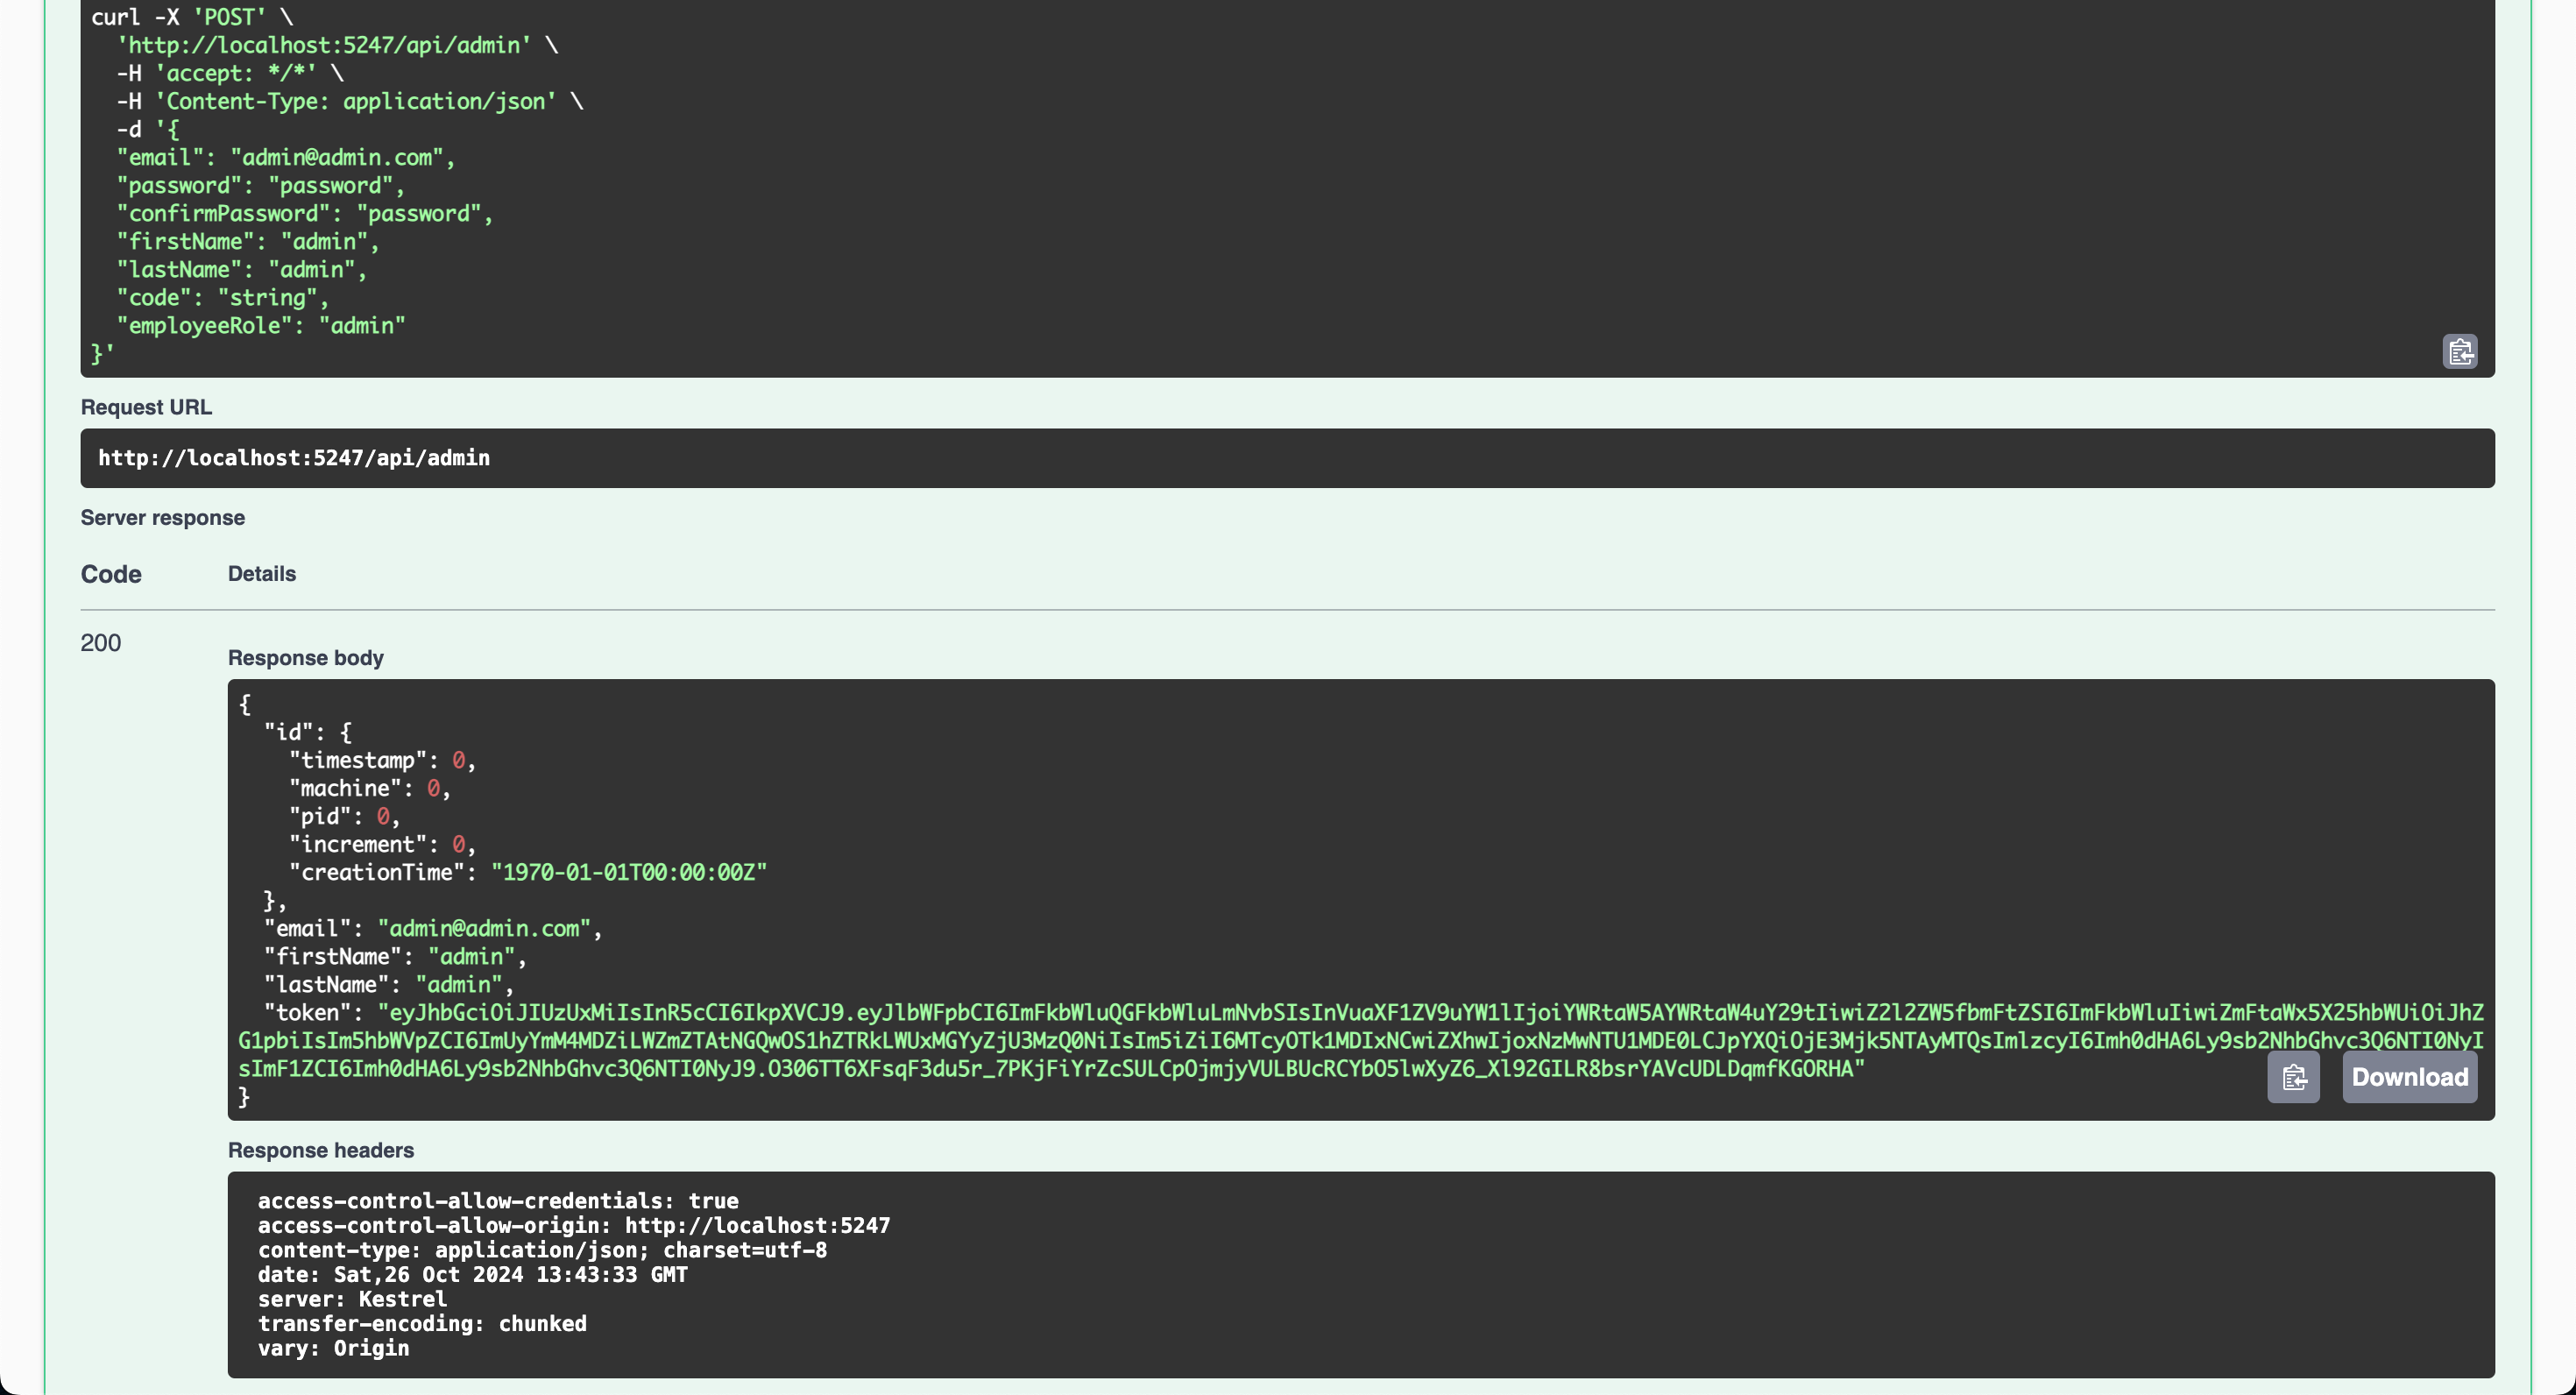 curl -X 'POST' \
  'http://localhost:5247/api/admin' \
  -H 'accept: */*' \
  -H 'Content-Type: application/json' \
  -d '{
  "email": "admin@admin.com",
  "password": "password",
  "confirmPassword": "password",
  "firstName": "admin",
  "lastName": "admin",
  "code": "string",
  "employeeRole": "admin"
}'
Request URL
http://localhost:5247/api/admin
Server response
Code Details
200
Response body
{
  "id": {
    "timestamp": 0,
    "machine": 0,
    "pid": 0,
    "increment": 0,
    "creationTime": "1970-01-01T00:00:00Z"
  },
  "email": "admin@admin.com",
  "firstName": "admin",
  "lastName": "admin",
  "token": "eyJhbGciOiJIUzUxMiIsInR5cCI6IkpXVCJ9.eyJlbWFpbCI6ImFkbWluQGFkbWluLmNvbSIsInVuaXF1ZV9uYW1lIjoiYWRtaW5AYWRtaW4uY29tIiwiZ2l2ZW5fbmFtZSI6ImFkbWluIiwiZmFtaWx5X25hbWUiOiJhZ
G1pbiIsIm5hbWVpZCI6ImUyYmM4MDZiLWZmZTAtNGQwOS1hZTRkLWUxMGYyZjU3MzQ0NiIsIm5iZiI6MTcyOTk1MDIxNCwiZXhwIjoxNzMwNTU1MDE0LCJpYXQiOjE3Mjk5NTAyMTQsImlzcyI6Imh0dHA6Ly9sb2NhbGhvc3Q6NTI0NyI
sImF1ZCI6Imh0dHA6Ly9sb2NhbGhvc3Q6NTI0NyJ9.O306TT6XFsqF3du5r_7PKjFiYrZcSULCpOjmjyVULBUcRCYbO5lwXyZ6_Xl92GILR8bsrYAVcUDLDqmfKGORHA"
}
Download
Response headers
access-control-allow-credentials: true
access-control-allow-origin: http://localhost:5247
content-type: application/json; charset=utf-8
date: Sat,26 Oct 2024 13:43:33 GMT
server: Kestrel
transfer-encoding: chunked
vary: Origin